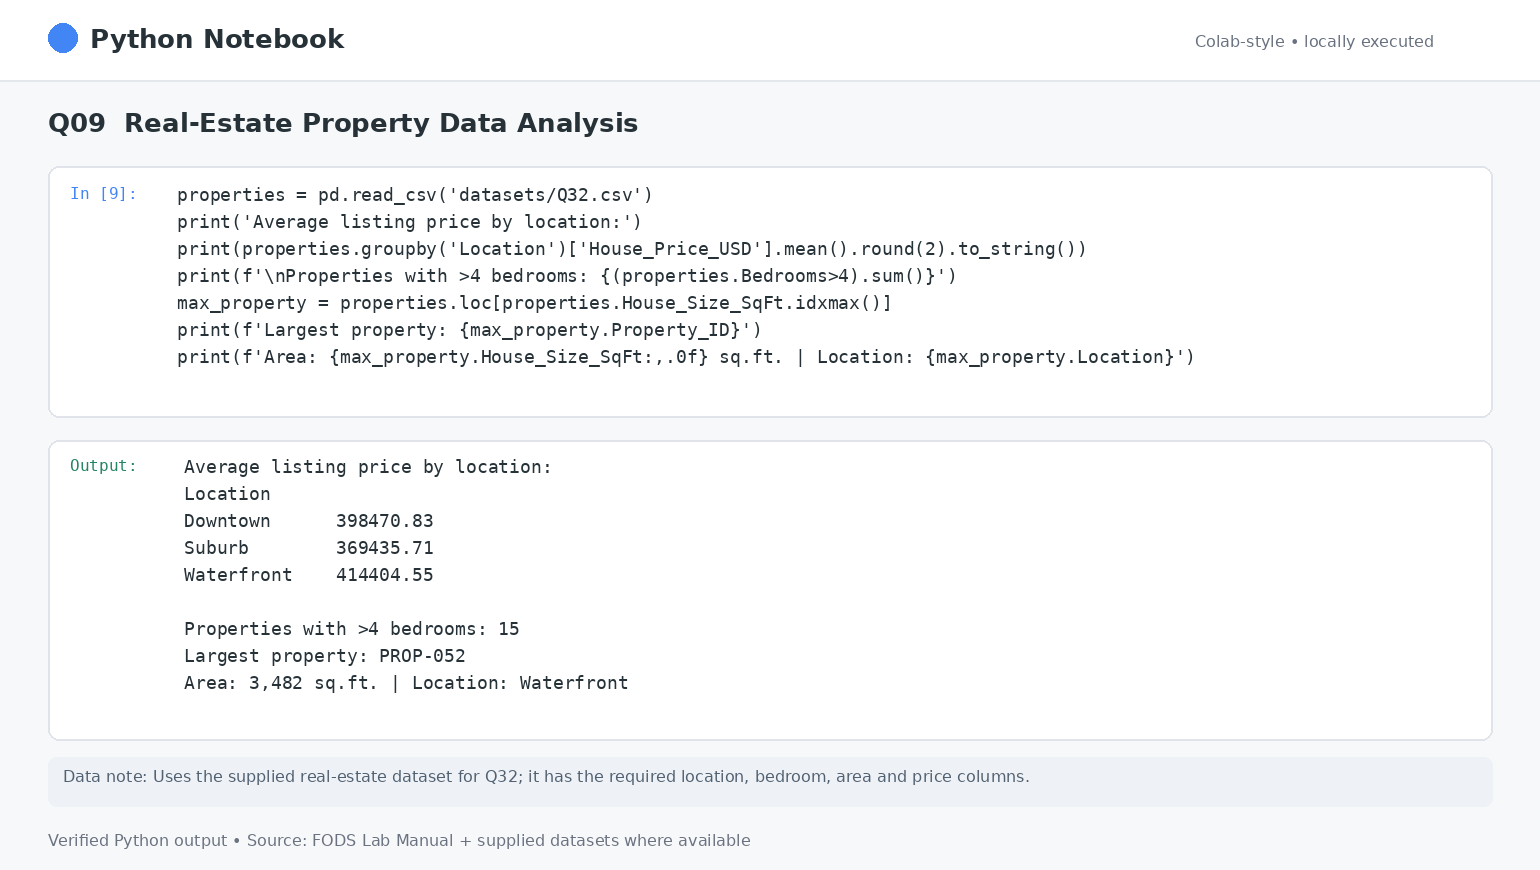 Python Notebook
Colab-style • locally executed
Q09  Real-Estate Property Data Analysis
In [9]:
properties = pd.read_csv('datasets/Q32.csv')
print('Average listing price by location:')
print(properties.groupby('Location')['House_Price_USD'].mean().round(2).to_string())
print(f'\nProperties with >4 bedrooms: {(properties.Bedrooms>4).sum()}')
max_property = properties.loc[properties.House_Size_SqFt.idxmax()]
print(f'Largest property: {max_property.Property_ID}')
print(f'Area: {max_property.House_Size_SqFt:,.0f} sq.ft. | Location: {max_property.Location}')
Output:
Average listing price by location:
Location
Downtown      398470.83
Suburb        369435.71
Waterfront    414404.55
Properties with >4 bedrooms: 15
Largest property: PROP-052
Area: 3,482 sq.ft. | Location: Waterfront
Data note: Uses the supplied real-estate dataset for Q32; it has the required location, bedroom, area and price columns.
Verified Python output • Source: FODS Lab Manual + supplied datasets where available